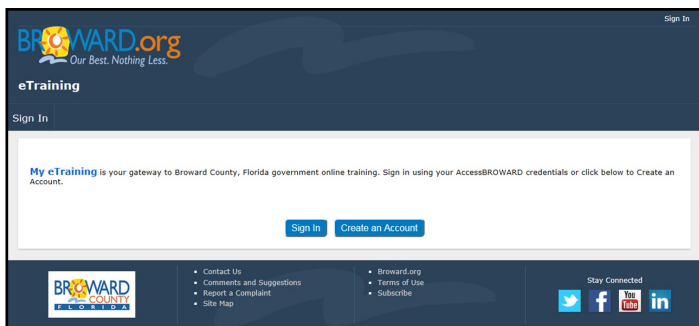 Sign In
BROWARD.org
Our Best. Nothing Less.
eTraining
Sign In
My eTraining is your gateway to Broward County, Florida government online training. Sign in using your AccessBROWARD credentials or click below to Create an
Account.
Sign In
Create an Account
BROWARD
COUNTY
FLORIDA
Contact Us
Comments and Suggestions
Report a Complaint
Site Map
Broward.org
Terms of Use
Subscribe
Stay Connected
f
You
Tube
in